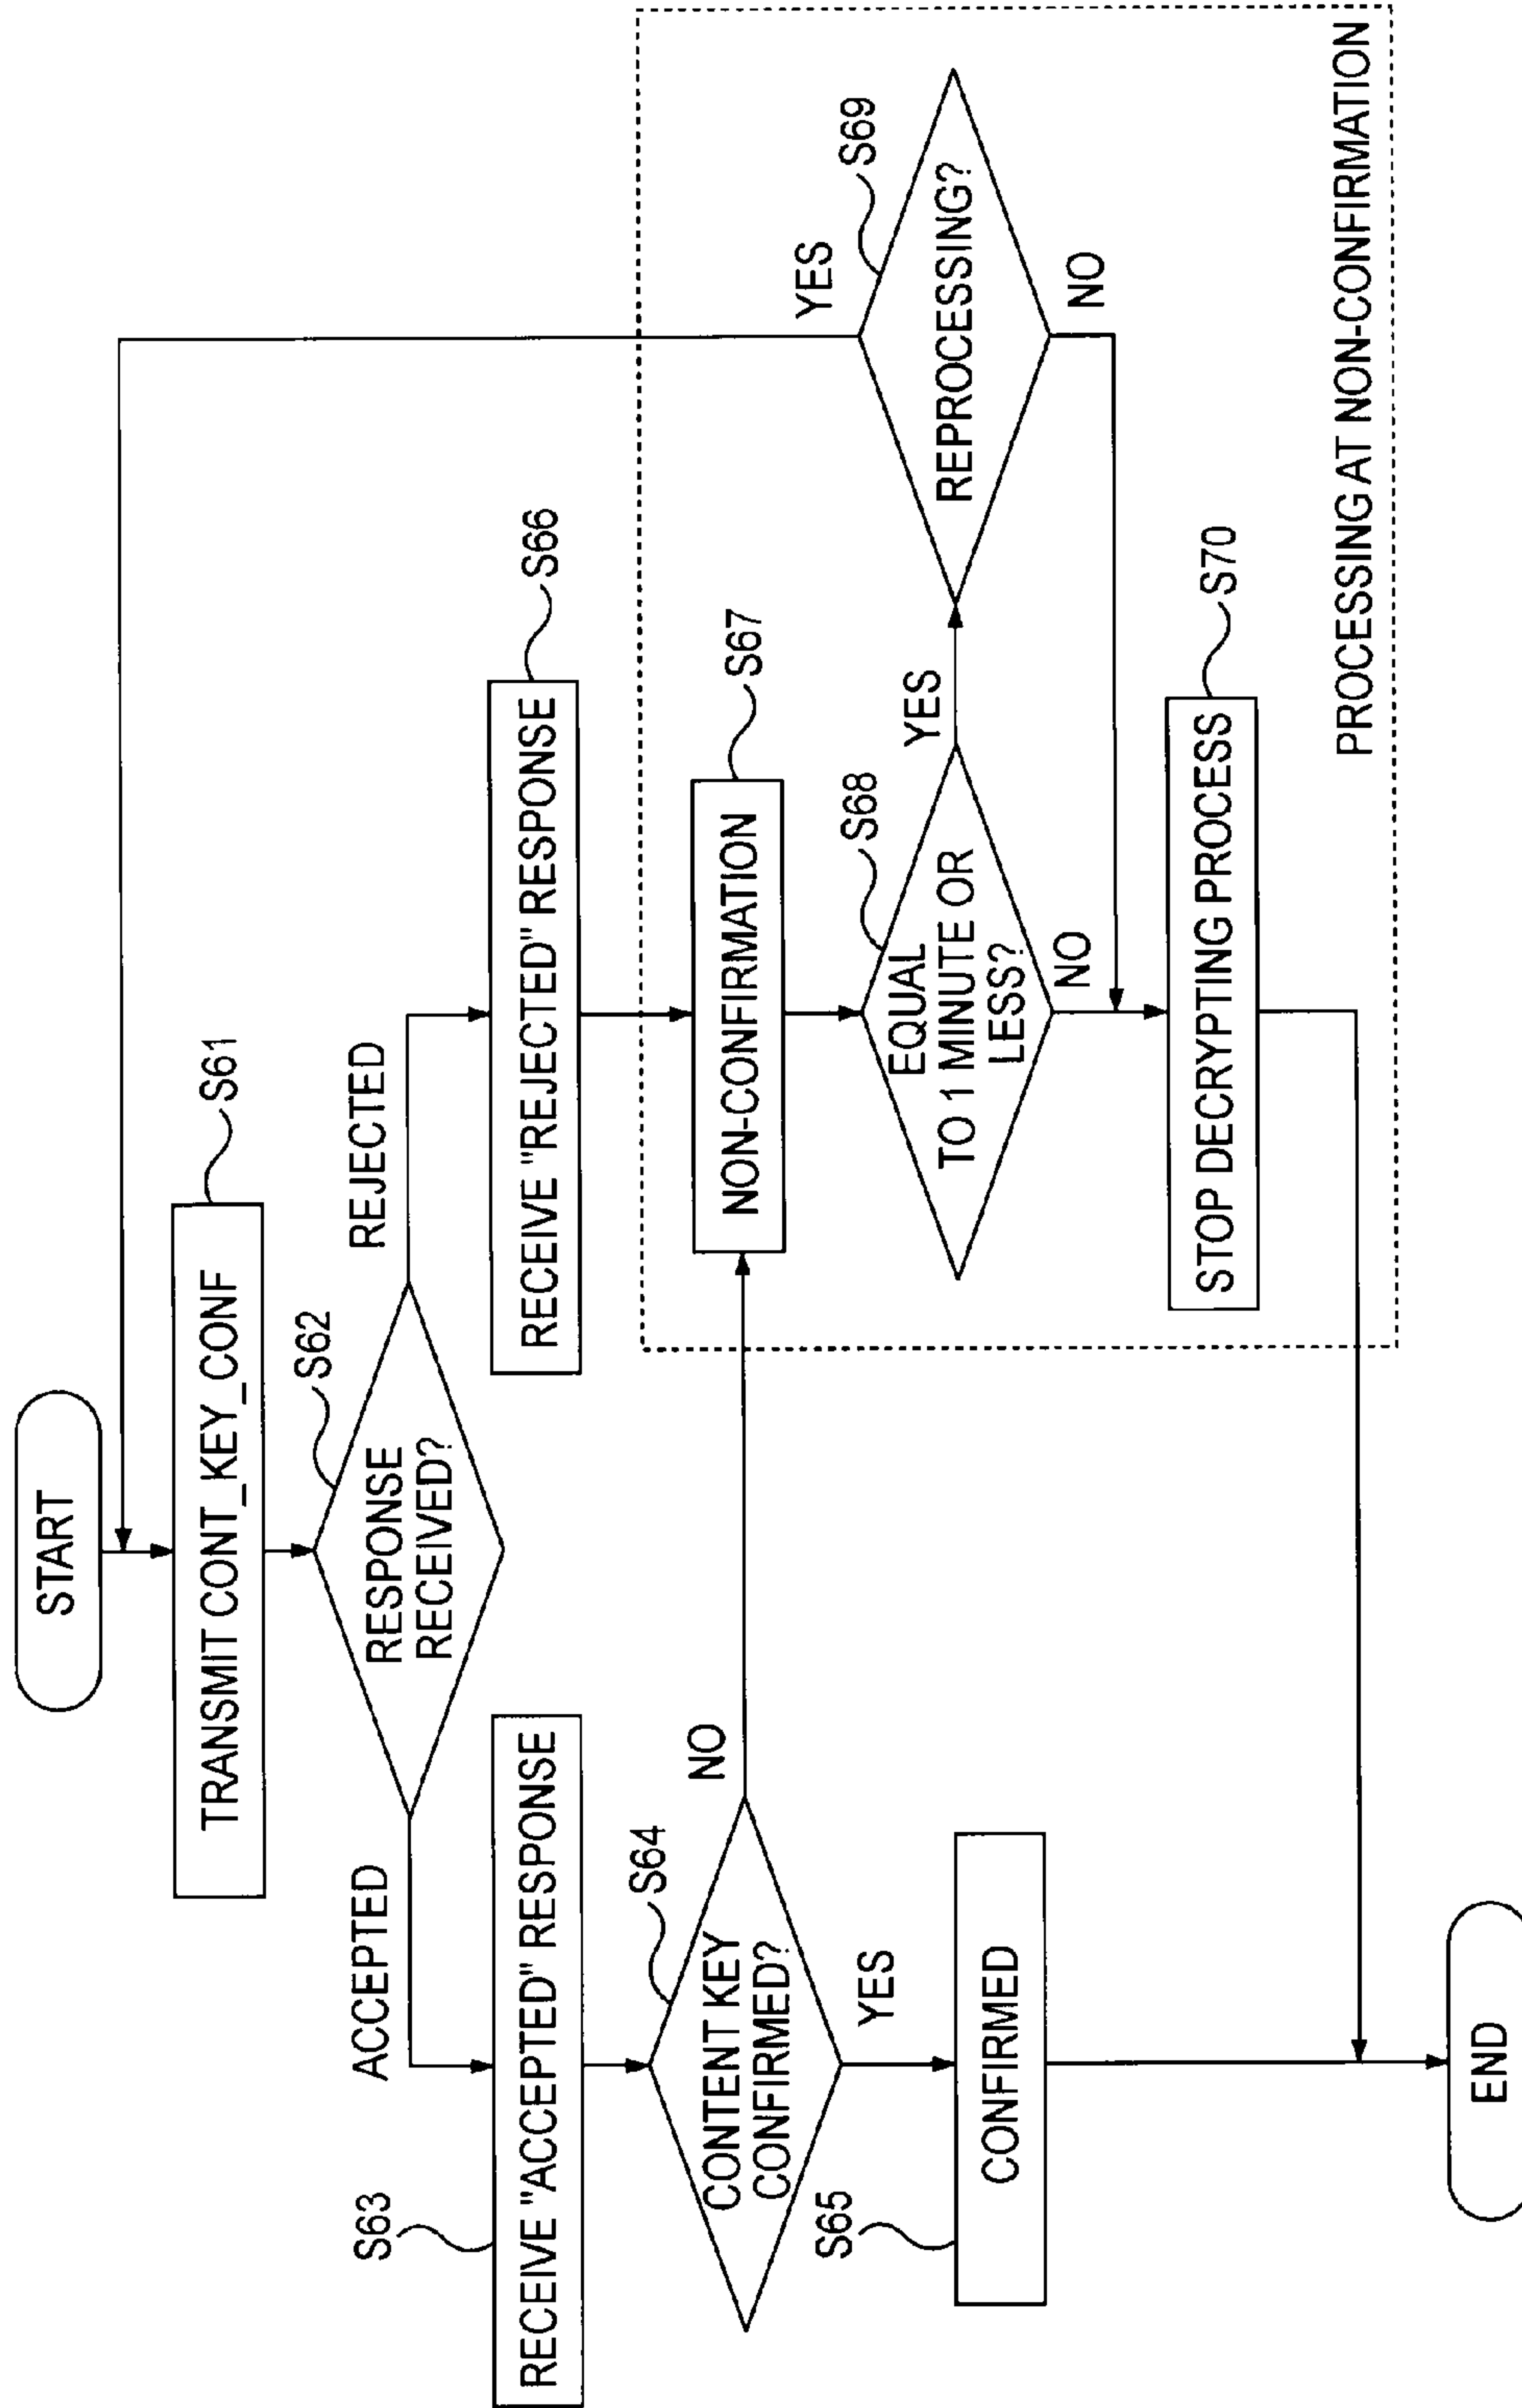 START
TRANSMIT CONT_KEY_CONF
S61
RESPONSE
RECEIVED?
S62
ACCEPTED
REJECTED
S63
RECEIVE "ACCEPTED" RESPONSE
RECEIVE "REJECTED" RESPONSE
S66
CONTENT KEY
CONFIRMED?
S64
NO
YES
S65
CONFIRMED
NON-CONFIRMATION
S67
EQUAL
TO 1 MINUTE OR
LESS?
S68
YES
NO
REPROCESSING?
S69
YES
NO
STOP DECRYPTING PROCESS
S70
PROCESSING AT NON-CONFIRMATION
END